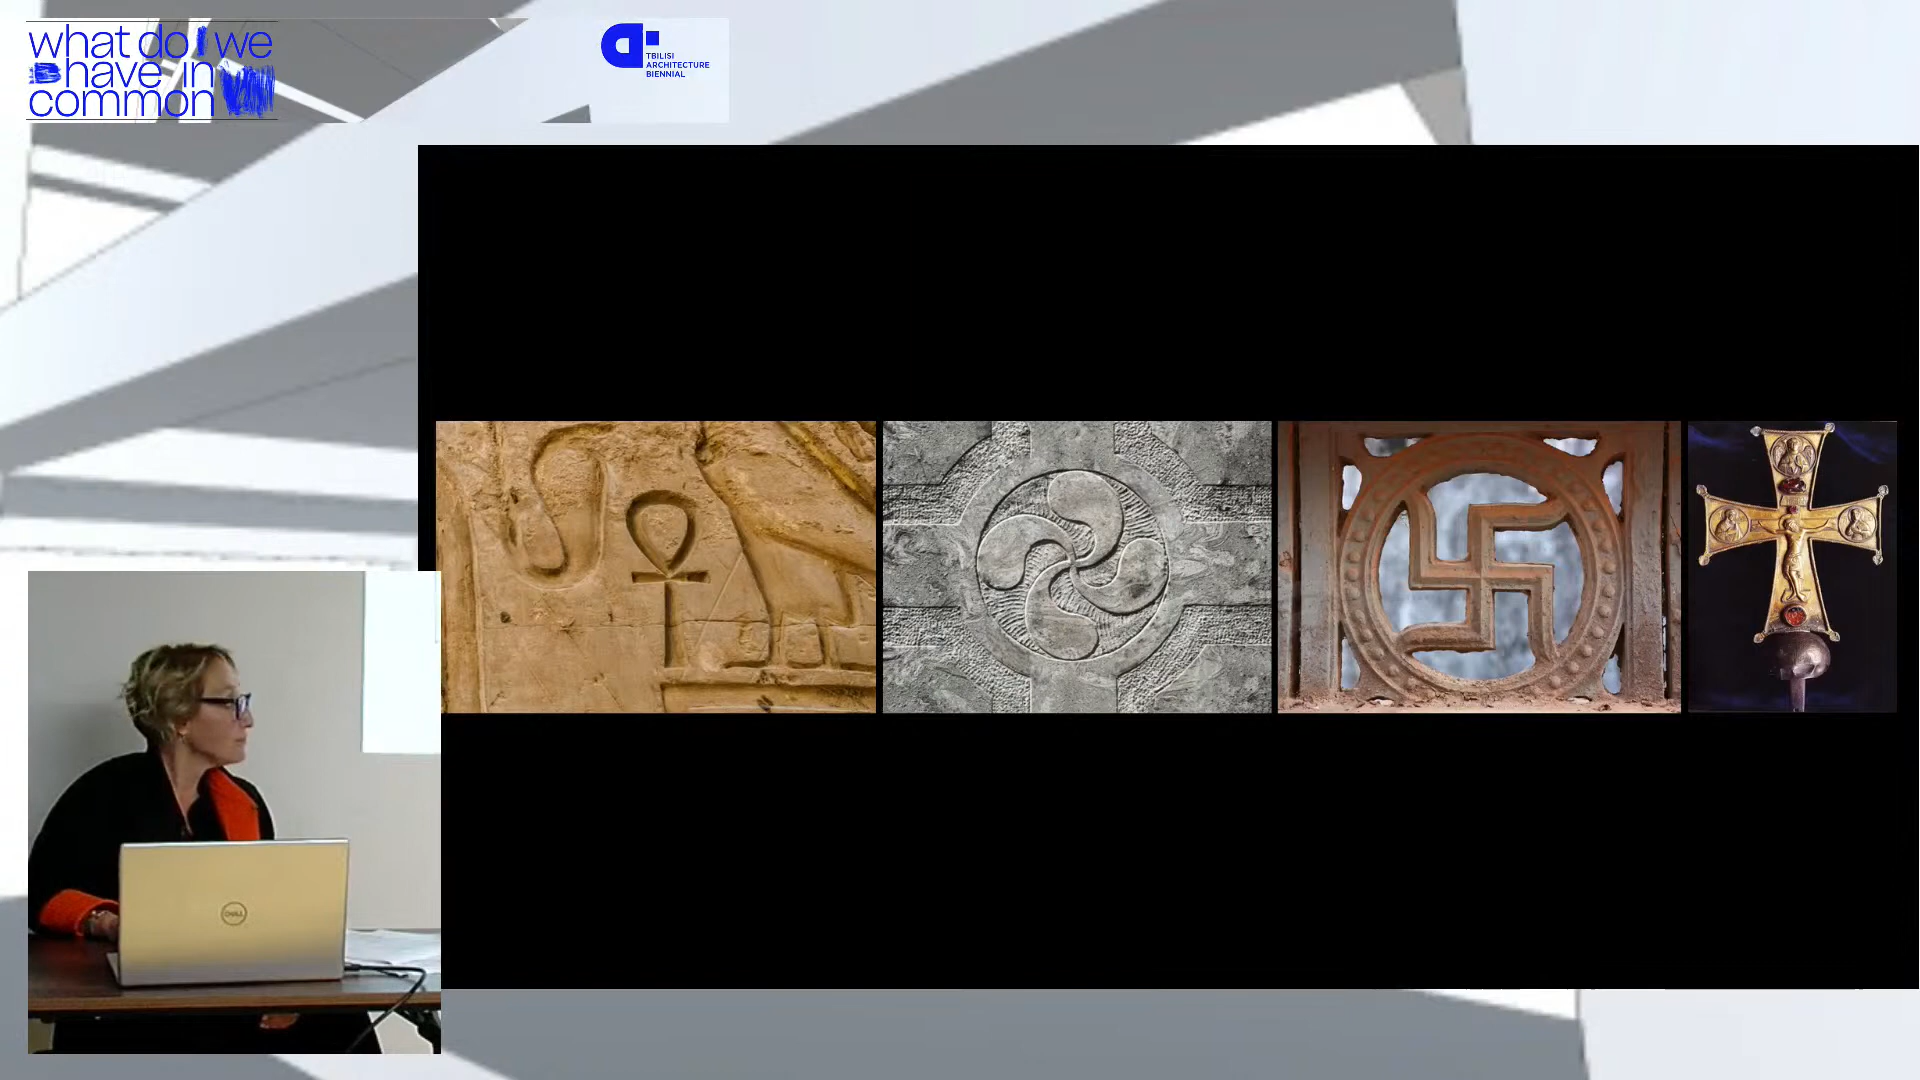 what do I we
have in
common
TBILISI
ARCHITECTURE
BIENNIAL
DELL